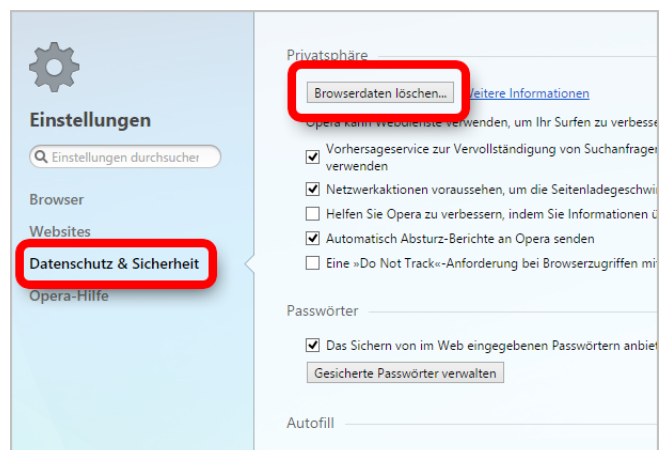 Einstellungen
Einstellungen durchsucher
Browser
Websites
Datenschutz & Sicherheit
Opera-Hilfe
Privatsphäre
Browserdaten löschen... Weitere Informationen
Opera kann Webdienste verwenden, um Ihr Surfen zu verbesse
Vorhersageservice zur Vervollständigung von Suchanfragen
verwenden
Netzwerkaktionen voraussehen, um die Seitenladegeschwi
Helfen Sie Opera zu verbessern, indem Sie Informationen ü
Automatisch Absturz-Berichte an Opera senden
Eine »Do Not Track«-Anforderung bei Browserzugriffen mi
Passwörter
Das Sichern von im Web eingegebenen Passwörtern anbiet
Gesicherte Passwörter verwalten
Autofill